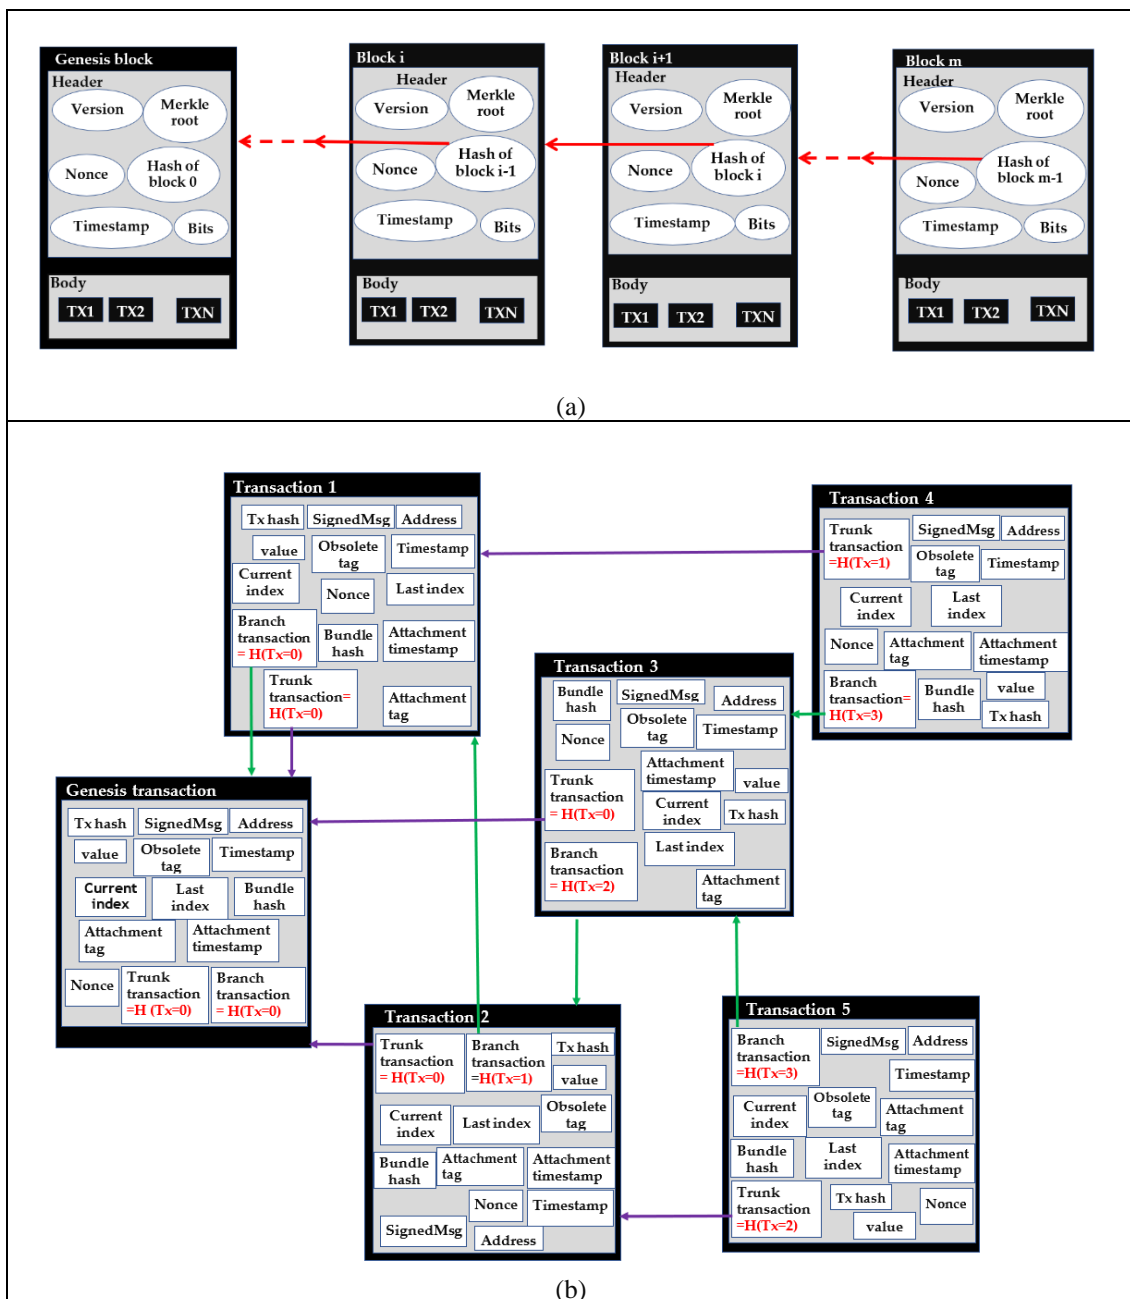 Genesis block
Header
Version
Merkle
root
Nonce
Hash of
block 0
Timestamp
Bits
Body
TX1
TX2
TXN
Block i
Header
Version
Merkle
root
Nonce
Hash of
block i-1
Timestamp
Bits
Body
TX1
TX2
TXN
Block i+1
Header
Version
Merkle
root
Nonce
Hash of
block i
Timestamp
Bits
Body
TX1
TX2
TXN
Block m
Header
Version
Merkle
root
Nonce
Hash of
block m-1
Timestamp
Bits
Body
TX1
TX2
TXN
(a)
Transaction 1
Tx hash
SignedMsg
Address
value
Obsolete
tag
Timestamp
Current
index
Nonce
Last index
Branch
transaction
= H(Tx=0)
Bundle
hash
Attachment
timestamp
Trunk
transaction=
H(Tx=0)
Attachment
tag
Transaction 4
Trunk
transaction
=H(Tx=1)
SignedMsg
Address
Obsolete
tag
Timestamp
Current
index
Last
index
Nonce
Attachment
tag
Attachment
timestamp
Branch
transaction=
H(Tx=3)
Bundle
hash
value
Tx hash
Transaction 3
Bundle
hash
SignedMsg
Address
Nonce
Obsolete
tag
Timestamp
Attachment
timestamp
value
Trunk
transaction
= H(Tx=0)
Current
index
Tx hash
Branch
transaction
= H(Tx=2)
Last index
Attachment
tag
Genesis transaction
Tx hash
SignedMsg
Address
value
Obsolete
tag
Timestamp
Current
index
Last
index
Bundle
hash
Attachment
tag
Attachment
timestamp
Nonce
Trunk
transaction
=H (Tx=0)
Branch
transaction
= H(Tx=0)
Transaction 2
Trunk
transaction
= H(Tx=0)
Branch
transaction
=H(Tx=1)
Tx hash
value
Current
index
Last index
Obsolete
tag
Bundle
hash
Attachment
tag
Attachment
timestamp
Nonce
Timestamp
SignedMsg
Address
Transaction 5
Branch
transaction
=H(Tx=3)
SignedMsg
Address
Timestamp
Current
index
Obsolete
tag
Attachment
tag
Bundle
hash
Last
index
Attachment
timestamp
Trunk
transaction
=H(Tx=2)
Tx hash
Nonce
value
(b)